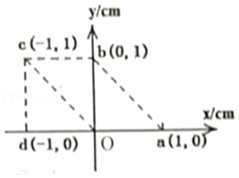 y/cm
c(-1, 1)
b(0, 1)
x/cm
d(-1, 0) O a(1, 0)